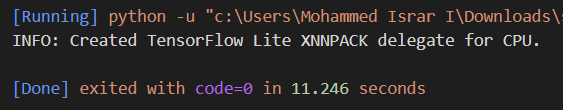 [Running] python -u "c:\Users\Mohammed Israr I\Downloads\
INFO: Created TensorFlow Lite XNNPACK delegate for CPU.
[Done] exited with code=0 in 11.246 seconds